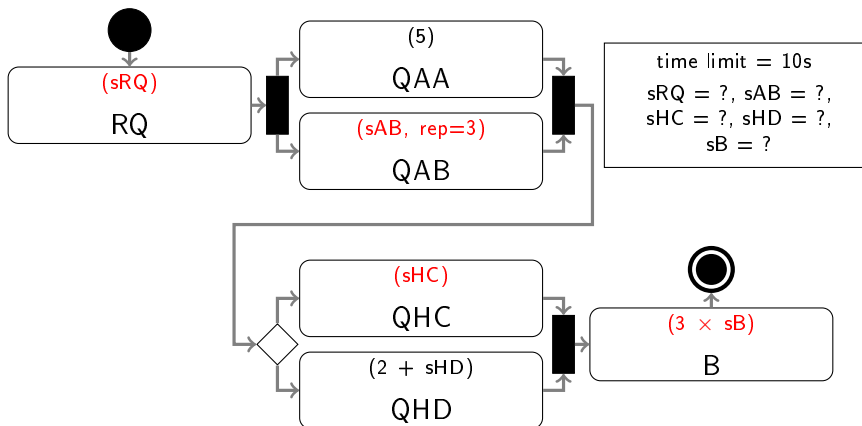 (sRQ)
RQ
(5)
QAA
(sAB, rep=3)
QAB
time limit = 10s
sRQ = ?, sAB = ?,
sHC = ?, sHD = ?,
sB = ?
(sHC)
QHC
(2 + sHD)
QHD
(3 × sB)
B